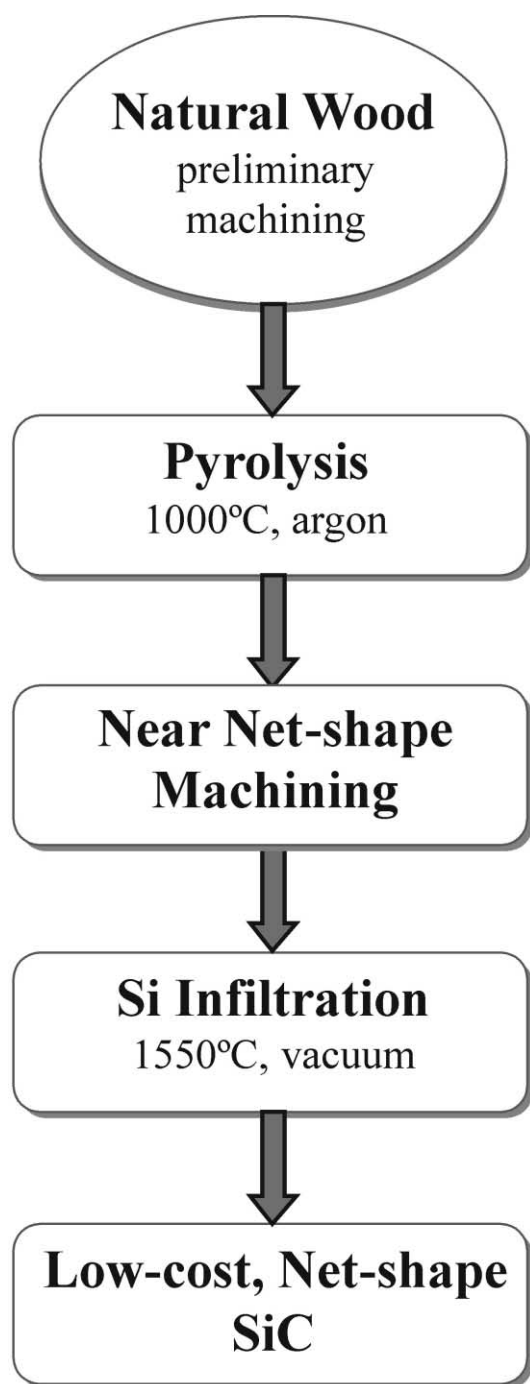 Natural Wood
preliminary
machining
Pyrolysis
1000ºC, argon
Near Net-shape
Machining
Si Infiltration
1550ºC, vacuum
Low-cost, Net-shape
SiC